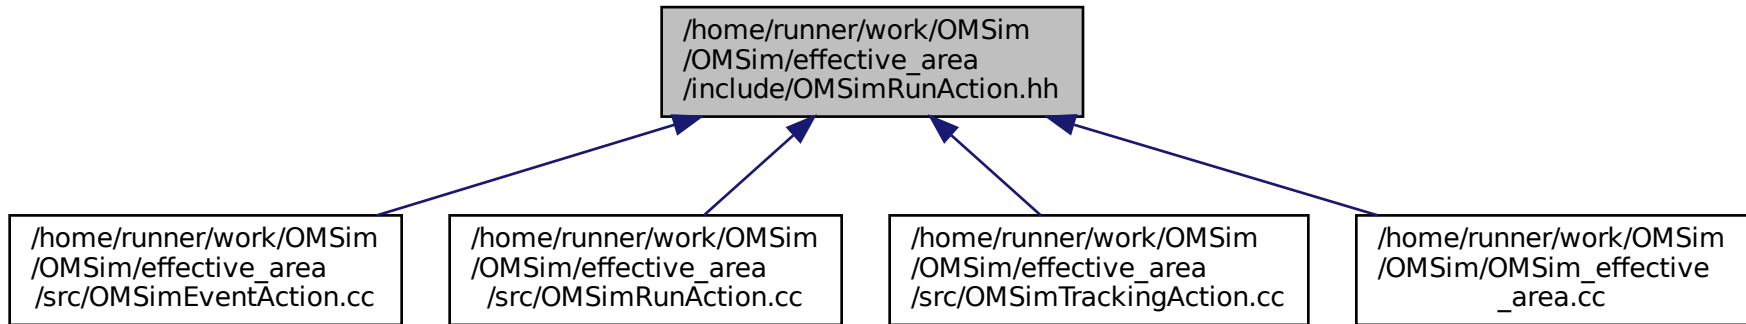 /home/runner/work/OMSim
/OMSim/effective_area
/include/OMSimRunAction.hh
/home/runner/work/OMSim
/OMSim/effective_area
/src/OMSimEventAction.cc
/home/runner/work/OMSim
/OMSim/effective_area
/src/OMSimRunAction.cc
/home/runner/work/OMSim
/OMSim/effective_area
/src/OMSimTrackingAction.cc
/home/runner/work/OMSim
/OMSim/OMSim_effective
_area.cc